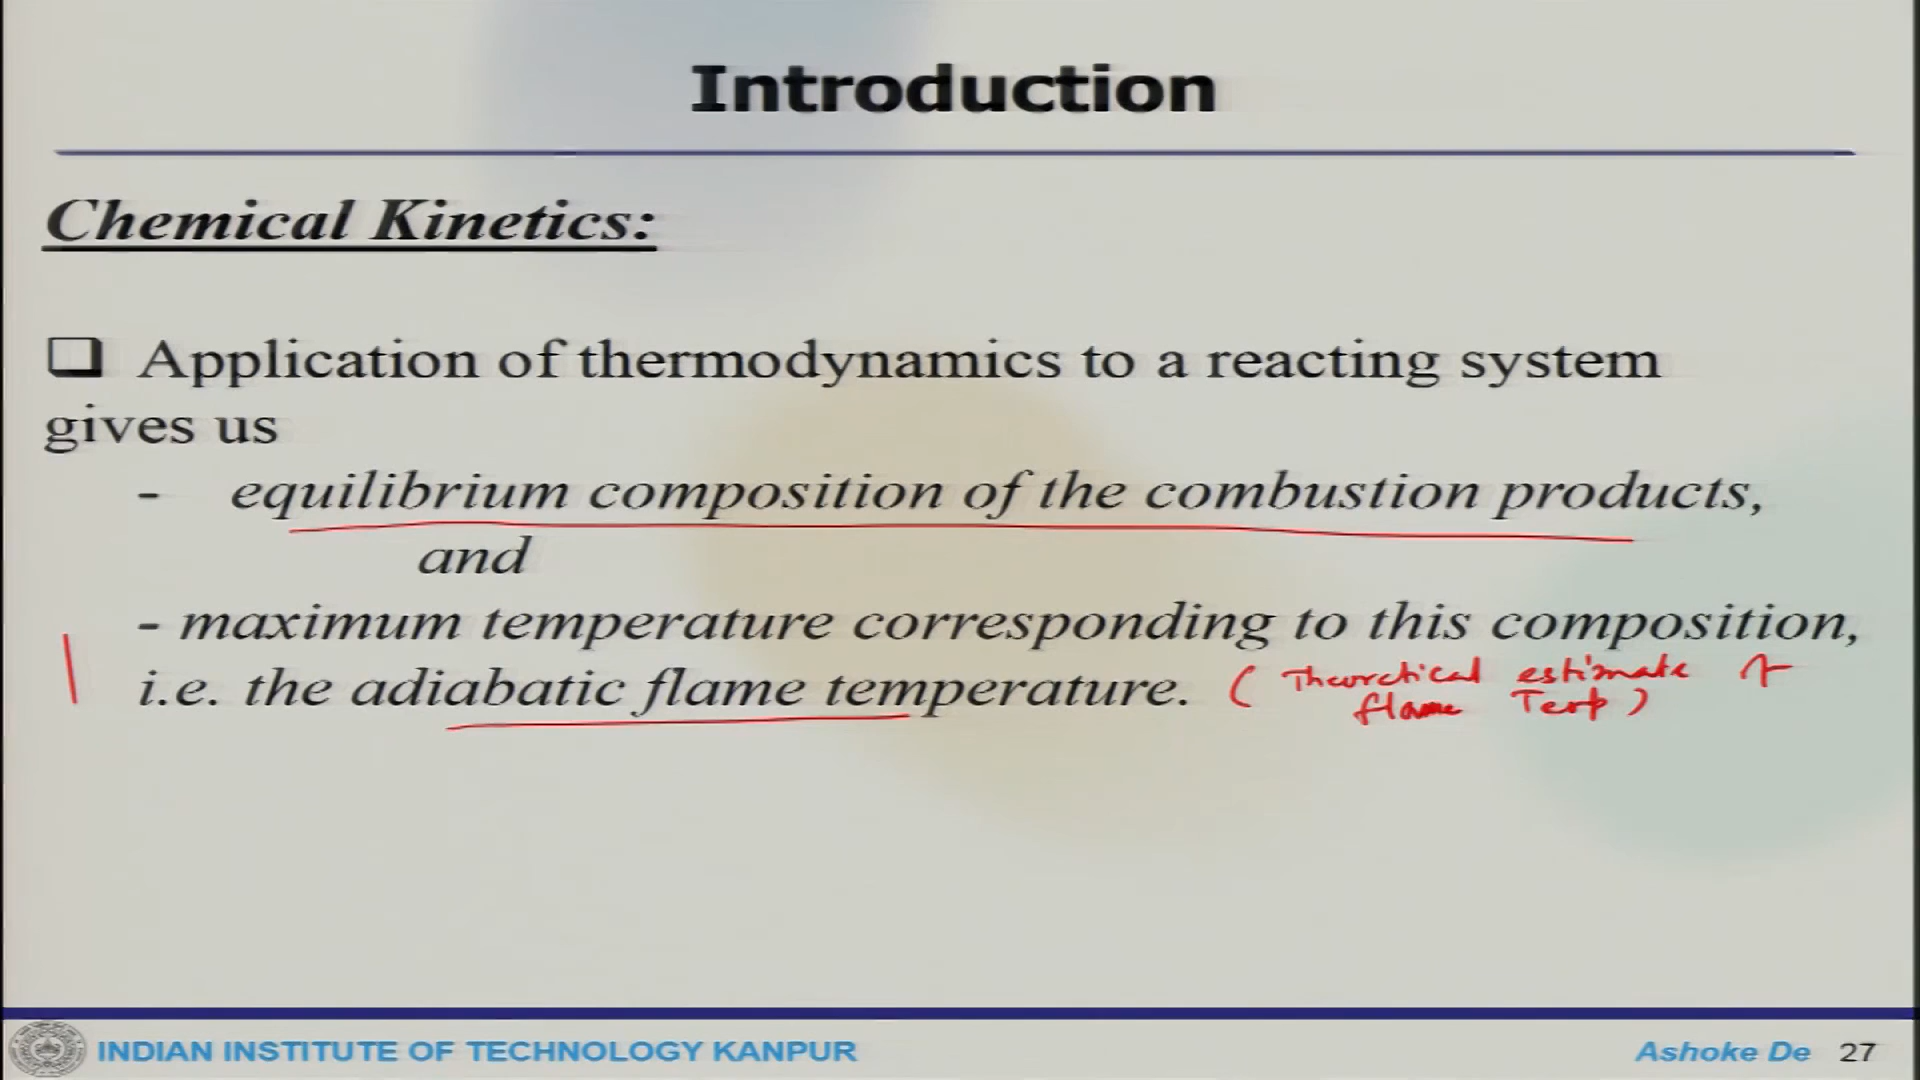 Introduction
Chemical Kinetics:
❑ Application of thermodynamics to a reacting system
gives us
- equilibrium composition of the combustion products,
and
- maximum temperature corresponding to this composition,
i.e. the adiabatic flame temperature. (Theoretical estimate of
flame Temp)
INDIAN INSTITUTE OF TECHNOLOGY KANPUR
Ashoke De 27